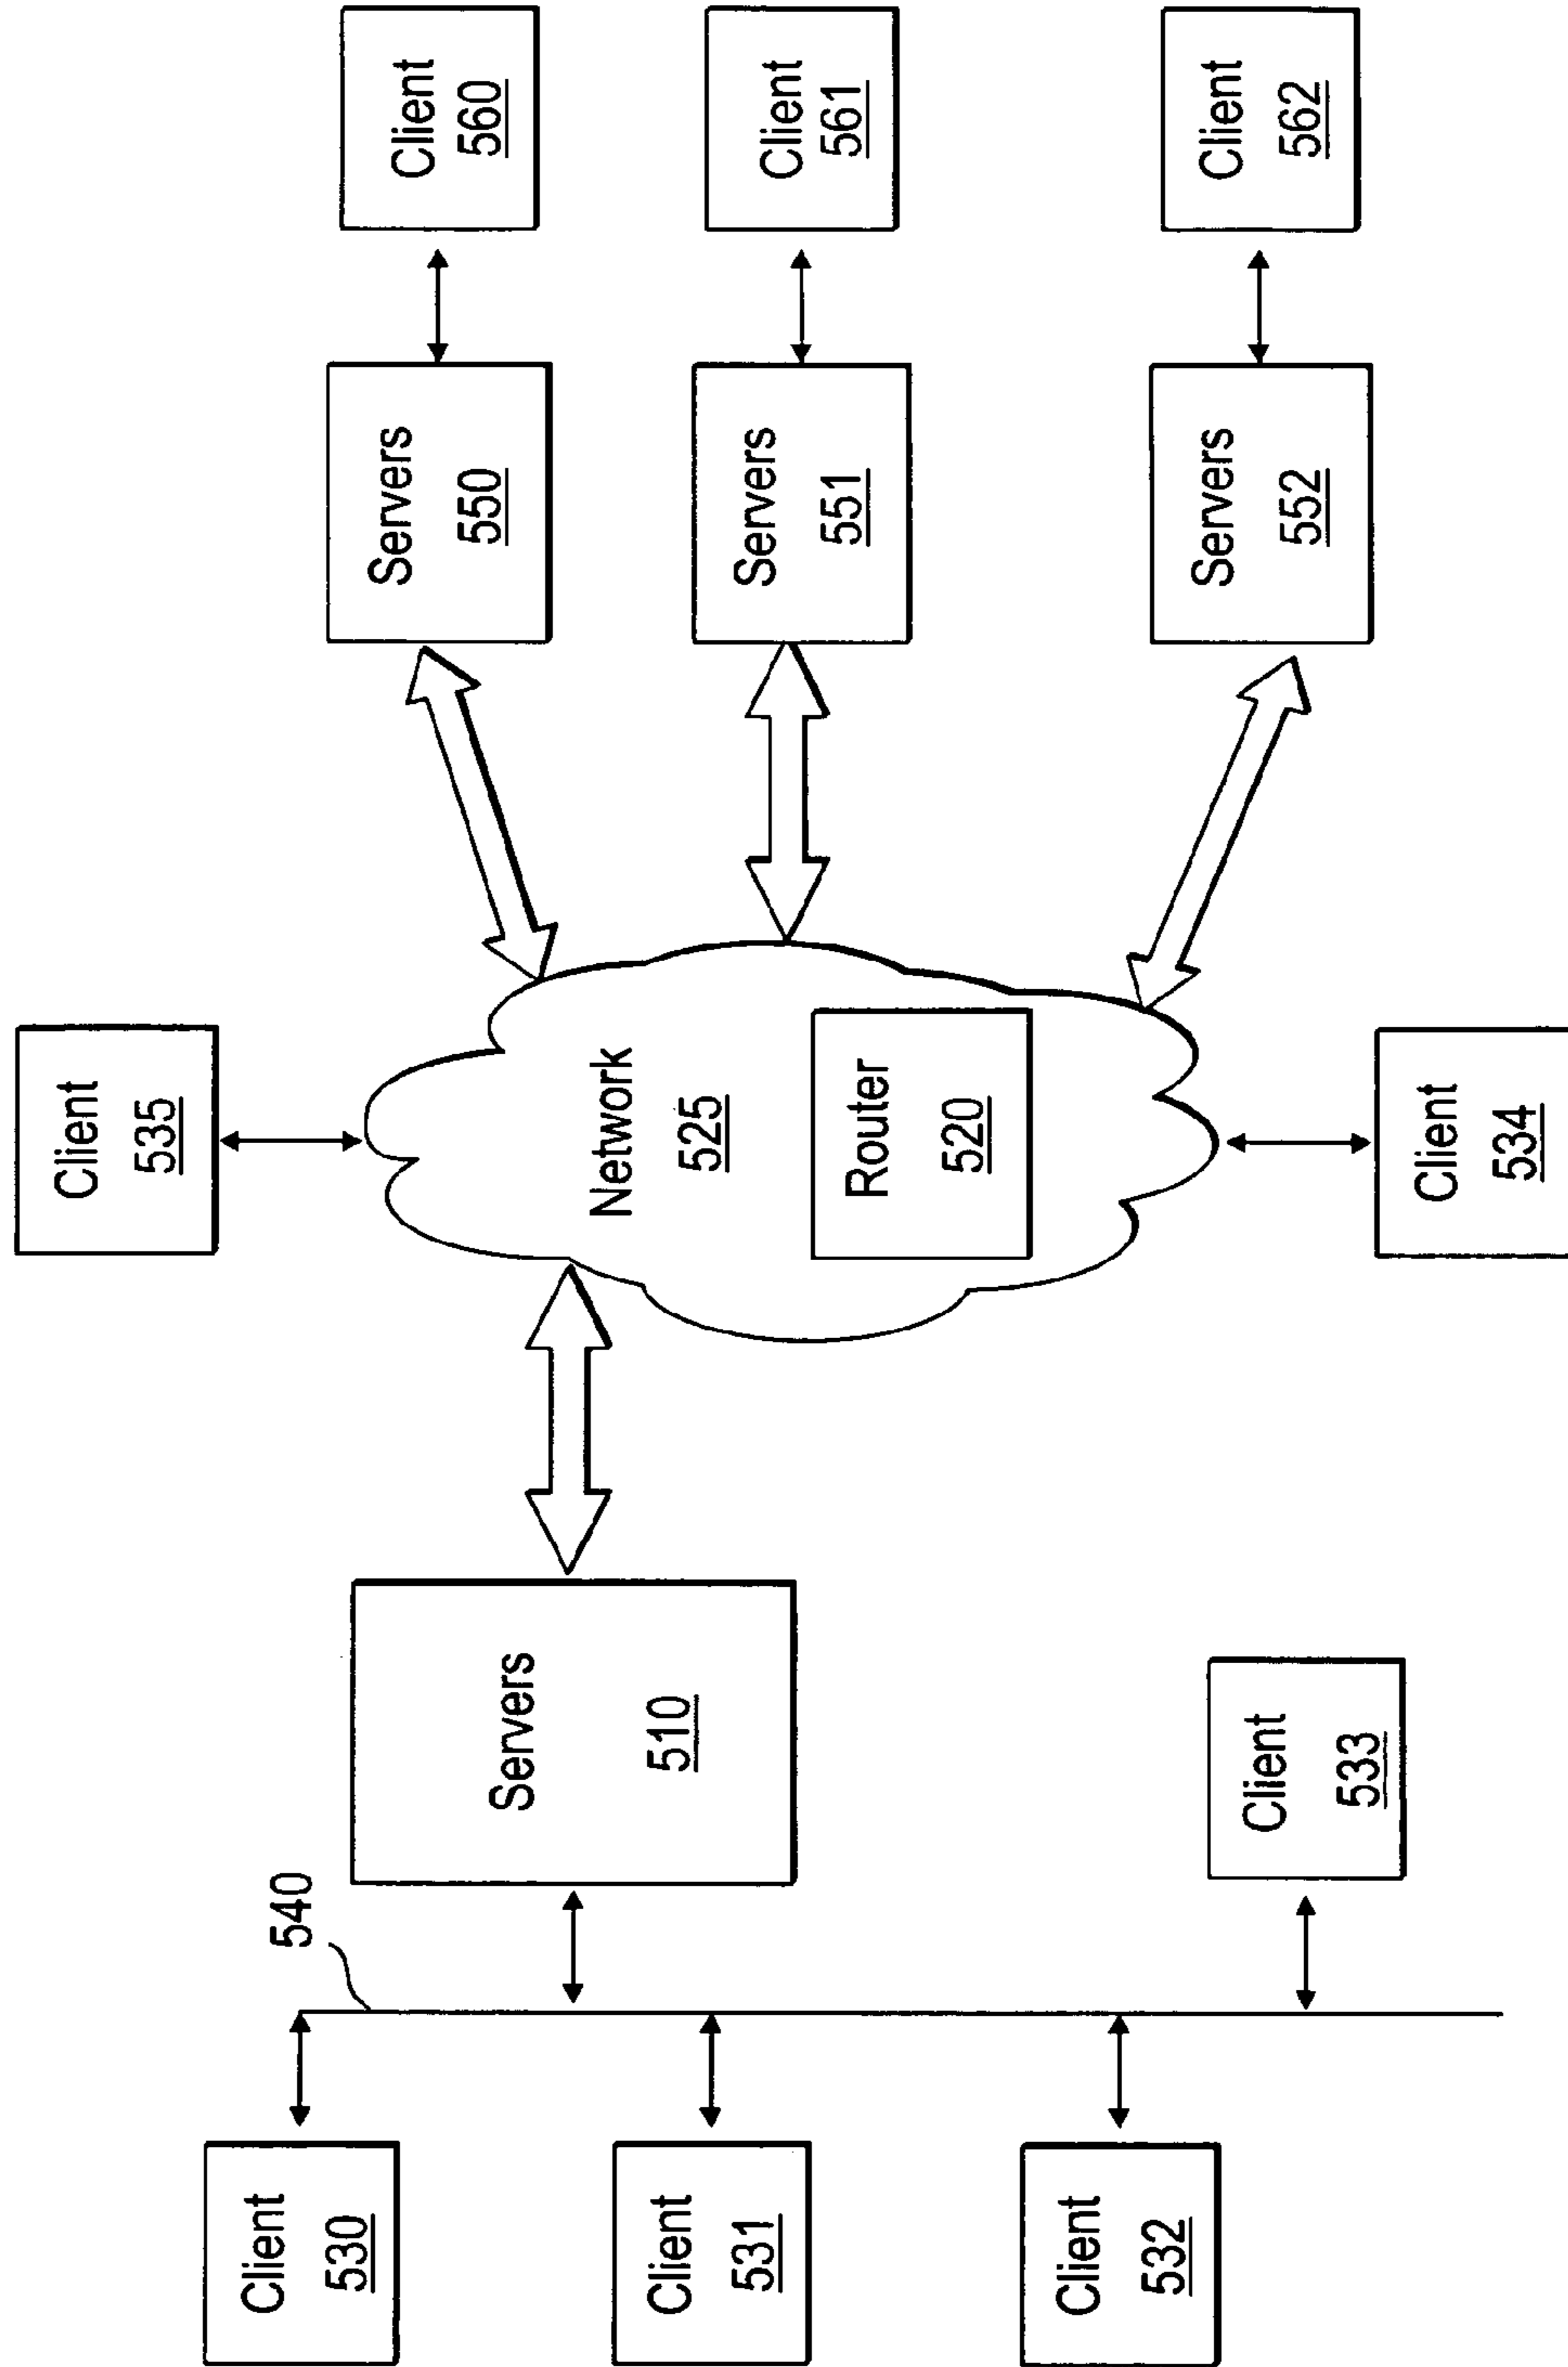 Client
530
Client
531
Client
532
540
Servers
510
Client
533
Client
535
Network
525
Router
520
Client
534
Servers
550
Servers
551
Servers
552
Client
560
Client
561
Client
562